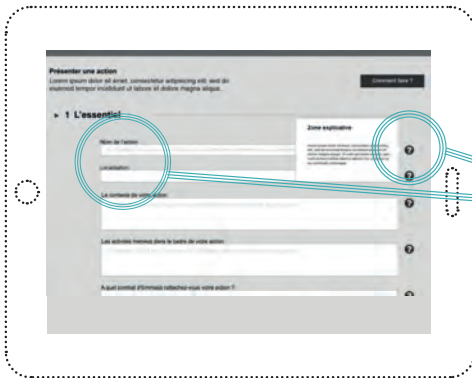 Présenter une action
Lorem ipsum dolor sit amet, consectetur adipiscing elit, sed do
eiusmod tempor incididunt ut labore et dolore magna aliqua.
Comment faire ?
► 1 L'essentiel
Zone explicative
Nom de l'action
?
Localisation
?
Le contexte de votre action
?
Les activités menées dans le cadre de votre action
?
A quel combat d'Emmaüs rattachez-vous votre action ?
?